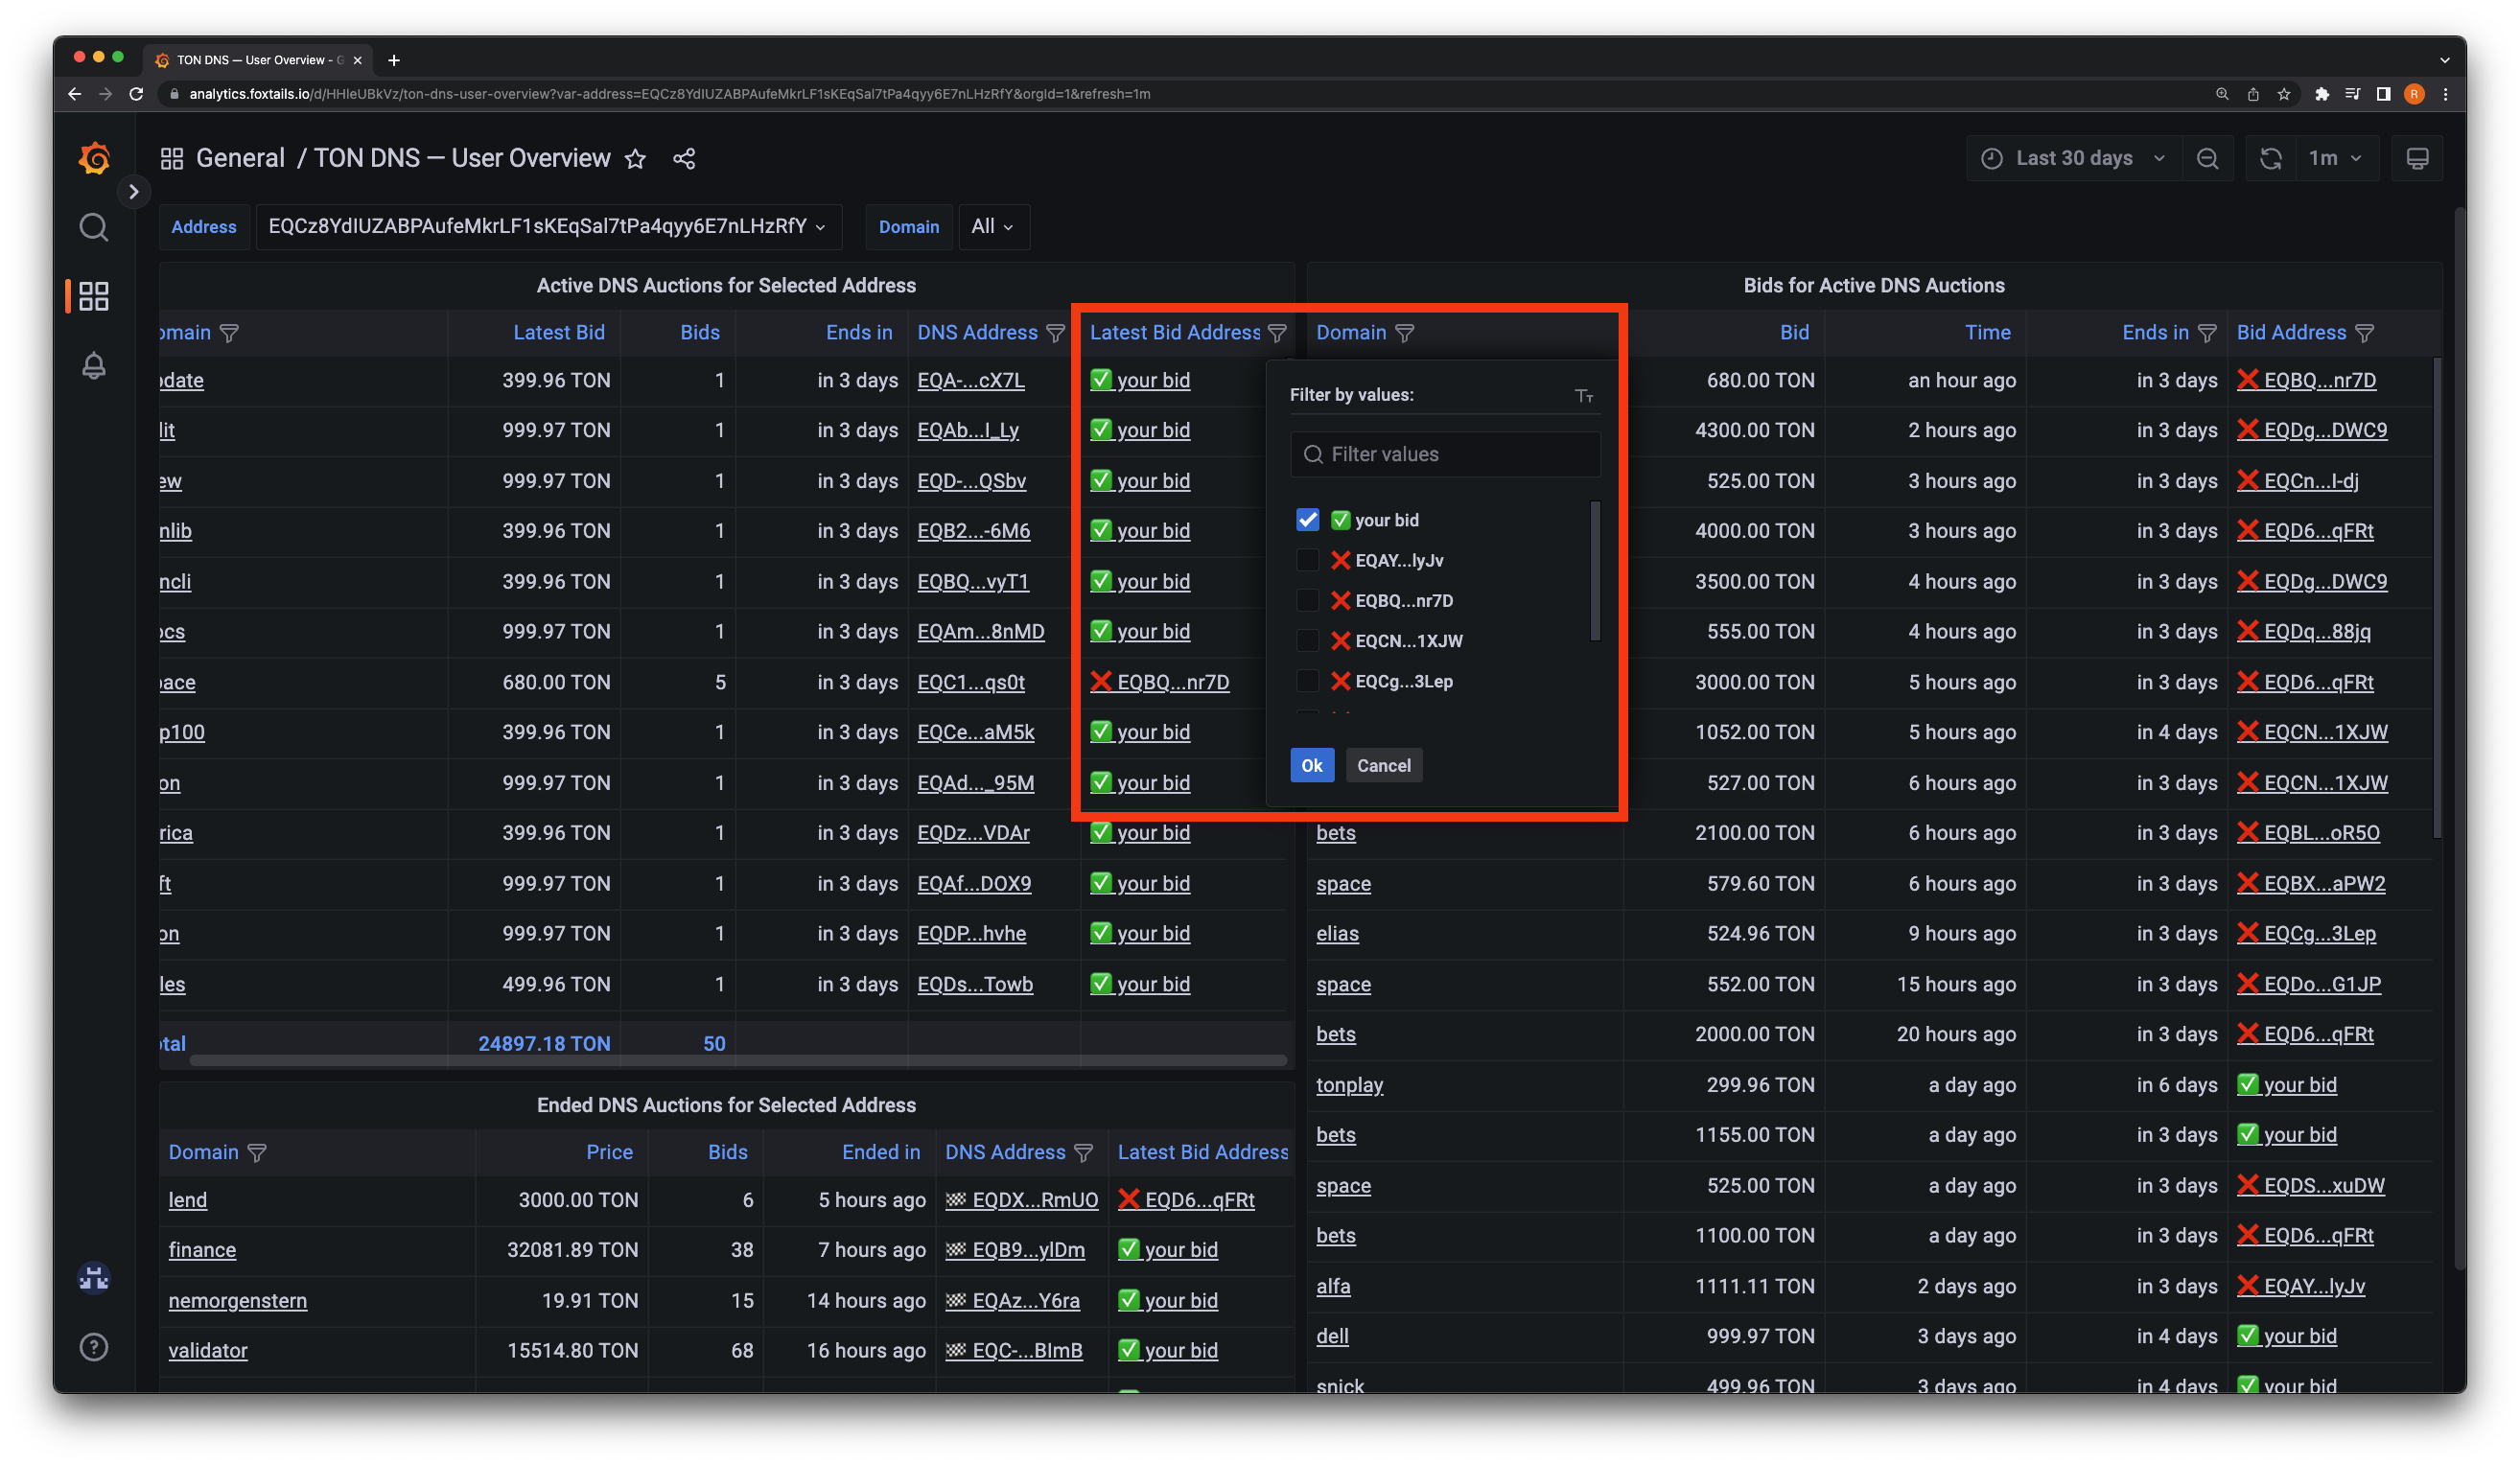 TON DNS — User Overview - G
analytics.foxtails.io/d/HHIeUBkVz/ton-dns-user-overview?var-address=EQCz8YdIUZABPAufeMkrLF1sKEqSal7tPa4qyy6E7nLHzRfY&orgId=1&refresh=1m
R
General / TON DNS — User Overview
Last 30 days
1m
Address EQCz8YdIUZABPAufeMkrLF1sKEqSal7tPa4qyy6E7nLHzRfY
Domain All
Active DNS Auctions for Selected Address
omain Latest Bid Bids Ends in DNS Address Latest Bid Address
date 399.96 TON 1 in 3 days EQA-...cX7L ✅ your bid
lit 999.97 TON 1 in 3 days EQAb...I_Ly ✅ your bid
ew 999.97 TON 1 in 3 days EQD-...QSbv ✅ your bid
nlib 399.96 TON 1 in 3 days EQB2...-6M6 ✅ your bid
ncli 399.96 TON 1 in 3 days EQBQ...vyT1 ✅ your bid
ocs 999.97 TON 1 in 3 days EQAm...8nMD ✅ your bid
pace 680.00 TON 5 in 3 days EQC1...qs0t ❌ EQBQ...nr7D
p100 399.96 TON 1 in 3 days EQCe...aM5k ✅ your bid
on 999.97 TON 1 in 3 days EQAd..._95M ✅ your bid
rica 399.96 TON 1 in 3 days EQDz...VDAr ✅ your bid
ft 999.97 TON 1 in 3 days EQAf...DOX9 ✅ your bid
on 999.97 TON 1 in 3 days EQDP...hvhe ✅ your bid
les 499.96 TON 1 in 3 days EQDs...Towb ✅ your bid
otal 24897.18 TON 50
Filter by values:
Filter values
✅ your bid
❌ EQAY...lyJv
❌ EQBQ...nr7D
❌ EQCN...1XJW
❌ EQCg...3Lep
Ok Cancel
Bids for Active DNS Auctions
Domain Bid Time Ends in Bid Address
680.00 TON an hour ago in 3 days ❌ EQBQ...nr7D
4300.00 TON 2 hours ago in 3 days ❌ EQDg...DWC9
525.00 TON 3 hours ago in 3 days ❌ EQCn...I-dj
4000.00 TON 3 hours ago in 3 days ❌ EQD6...qFRt
3500.00 TON 4 hours ago in 3 days ❌ EQDg...DWC9
555.00 TON 4 hours ago in 3 days ❌ EQDq...88jq
3000.00 TON 5 hours ago in 3 days ❌ EQD6...qFRt
1052.00 TON 5 hours ago in 4 days ❌ EQCN...1XJW
527.00 TON 6 hours ago in 3 days ❌ EQCN...1XJW
bets 2100.00 TON 6 hours ago in 3 days ❌ EQBL...oR5O
space 579.60 TON 6 hours ago in 3 days ❌ EQBX...aPW2
elias 524.96 TON 9 hours ago in 3 days ❌ EQCg...3Lep
space 552.00 TON 15 hours ago in 3 days ❌ EQDo...G1JP
bets 2000.00 TON 20 hours ago in 3 days ❌ EQD6...qFRt
tonplay 299.96 TON a day ago in 6 days ✅ your bid
bets 1155.00 TON a day ago in 3 days ✅ your bid
space 525.00 TON a day ago in 3 days ❌ EQDS...xuDW
bets 1100.00 TON a day ago in 3 days ❌ EQD6...qFRt
alfa 1111.11 TON 2 days ago in 3 days ❌ EQAY...lyJv
dell 999.97 TON 3 days ago in 4 days ✅ your bid
snick 499.96 TON 3 days ago in 4 days ✅ your bid
Ended DNS Auctions for Selected Address
Domain Price Bids Ended in DNS Address Latest Bid Address
lend 3000.00 TON 6 5 hours ago EQDX...RmUO ❌ EQD6...qFRt
finance 32081.89 TON 38 7 hours ago EQB9...ylDm ✅ your bid
nemorgenstern 19.91 TON 15 14 hours ago EQAz...Y6ra ✅ your bid
validator 15514.80 TON 68 16 hours ago EQC-...BImB ✅ your bid